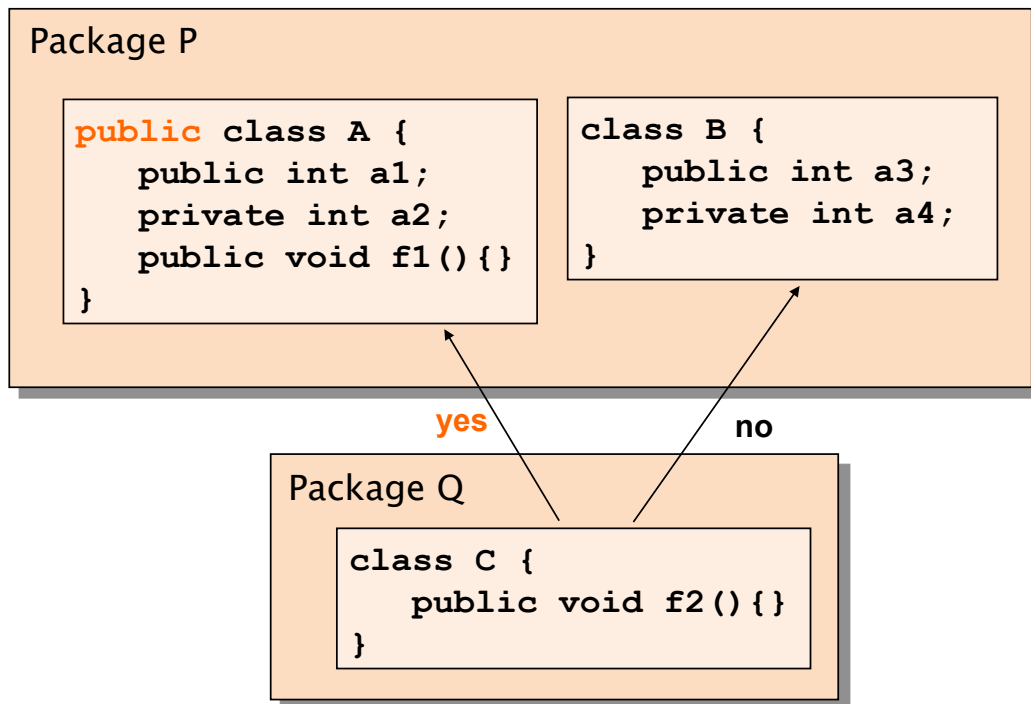 Package P
public class A {
   public int a1;
   private int a2;
   public void f1(){}
}
class B {
   public int a3;
   private int a4;
}
yes
no
Package Q
class C {
   public void f2(){}
}